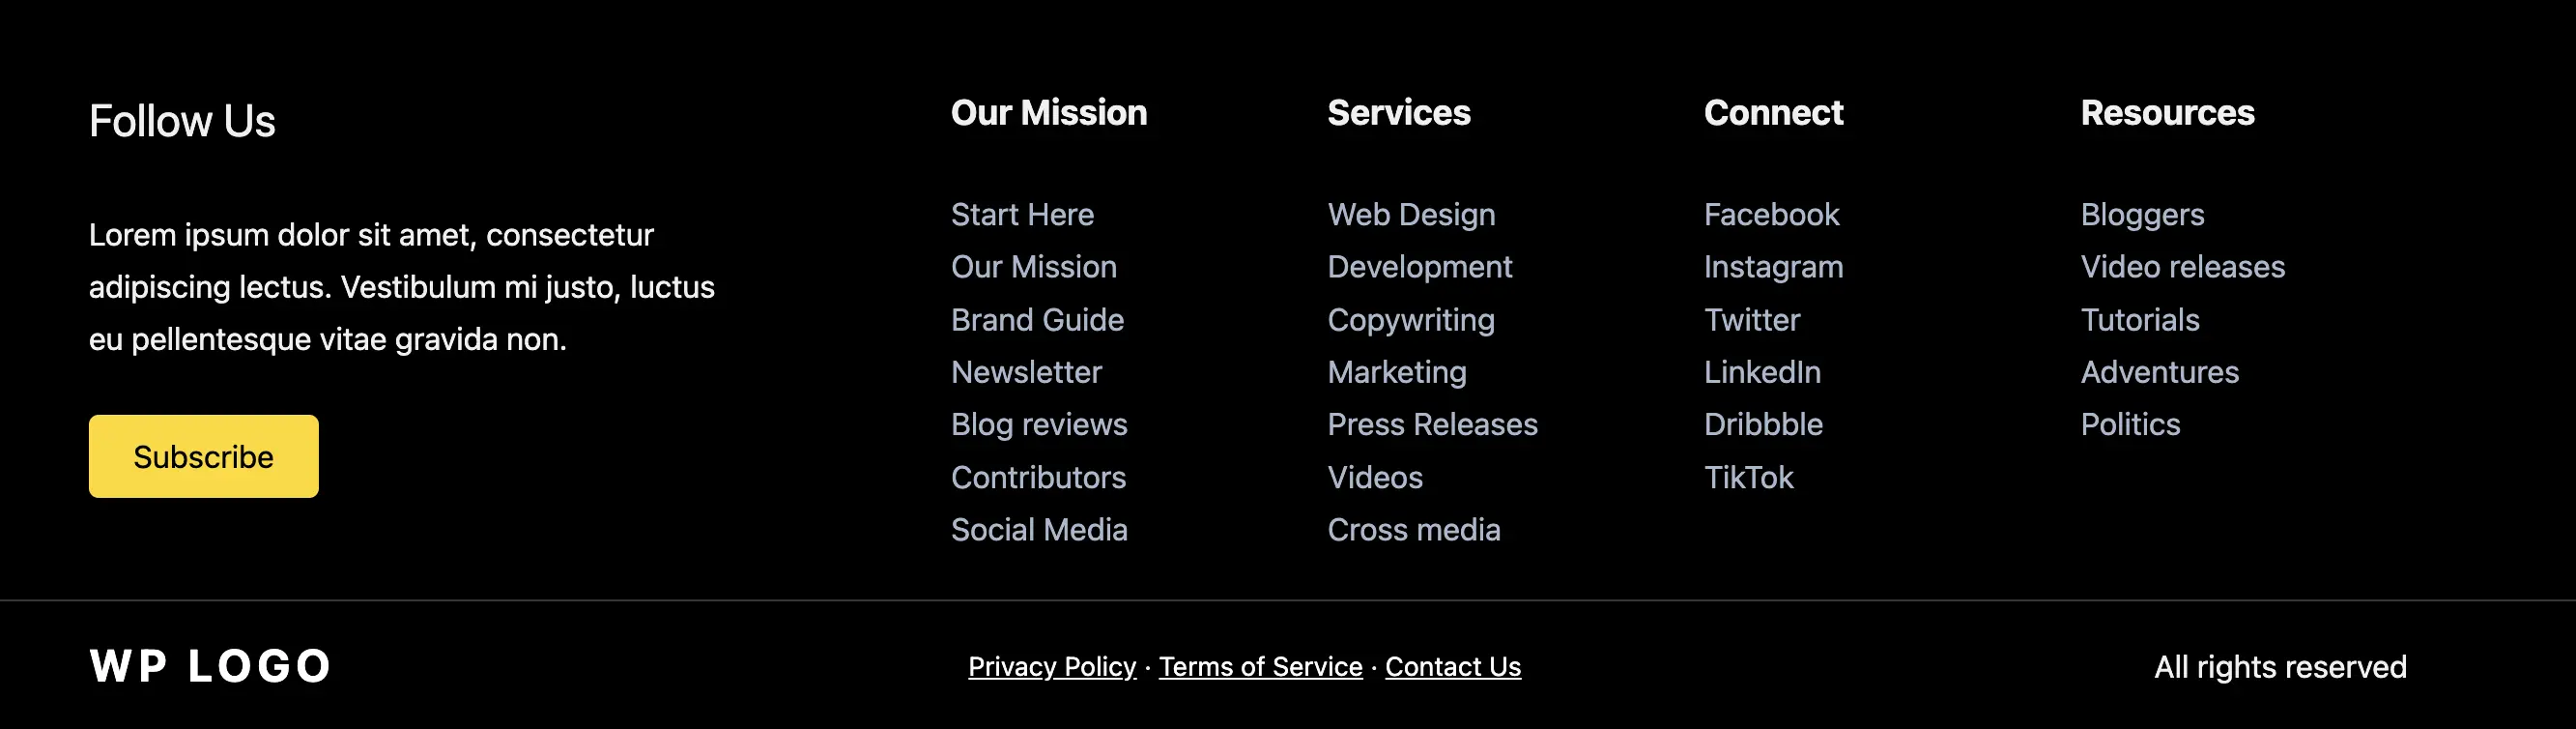 Follow Us
Lorem ipsum dolor sit amet, consectetur
adipiscing lectus. Vestibulum mi justo, luctus
eu pellentesque vitae gravida non.
Subscribe
Our Mission
Start Here
Our Mission
Brand Guide
Newsletter
Blog reviews
Contributors
Social Media
Services
Web Design
Development
Copywriting
Marketing
Press Releases
Videos
Cross media
Connect
Facebook
Instagram
Twitter
LinkedIn
Dribbble
TikTok
Resources
Bloggers
Video releases
Tutorials
Adventures
Politics
WP LOGO
Privacy Policy · Terms of Service · Contact Us
All rights reserved